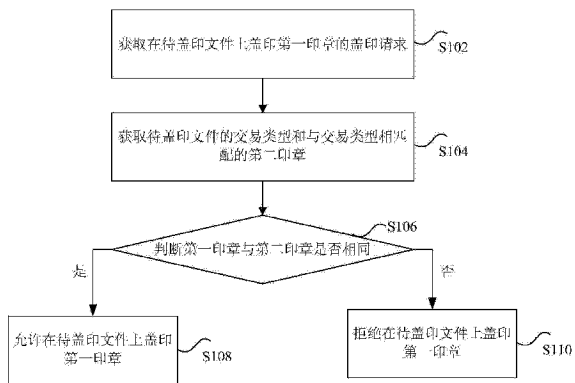 获取在待盖印文件上盖印第一印章的盖印请求
S102
获取待盖印文件的交易类型和与交易类型相匹
配的第二印章
S104
S106
判断第一印章与第二印章是否相同
是
否
允许在待盖印文件上盖印
第一印章
S108
拒绝在待盖印文件上盖印
第一印章
S110